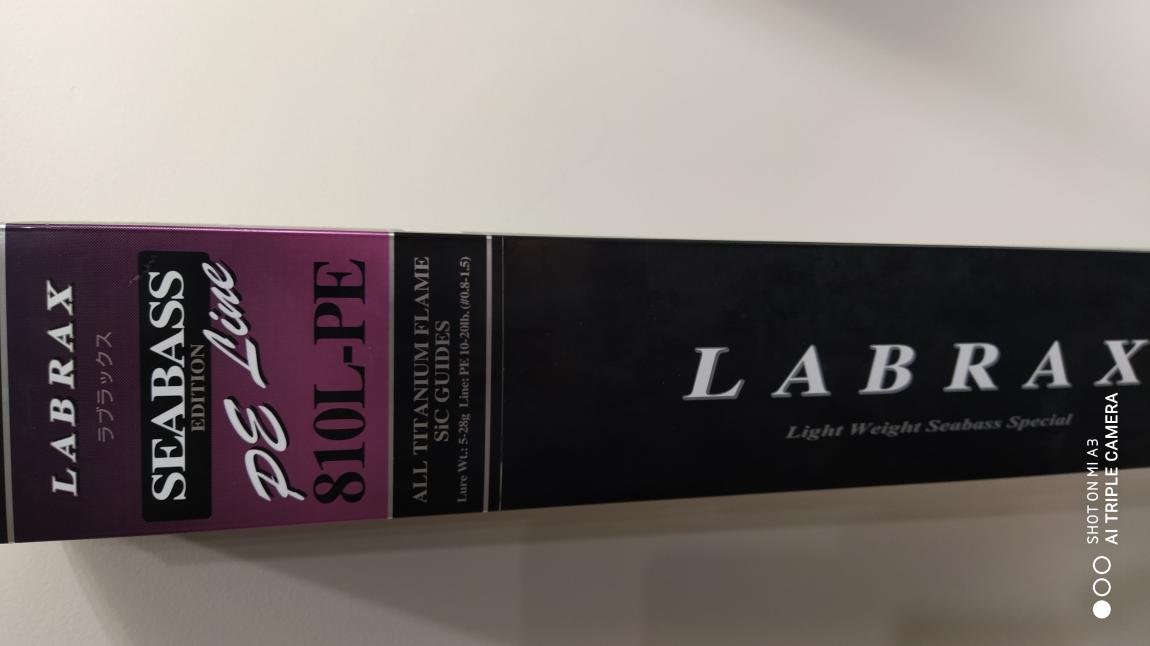 LABRAX
ラブラックス
SEABASS
EDITION
PE Line
810L-PE
ALL TITANIUM FLAME
SiC GUIDES
Lure Wt.: 5-28g Line: PE 10-20lb. (#0.8-1.5)
LABRAX
Light Weight Seabass Special
SHOT ON MI A3
AI TRIPLE CAMERA